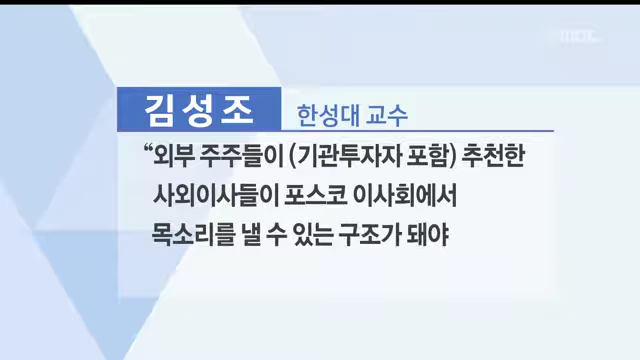 김성조
한성대 교수
“외부 주주들이 (기관투자자 포함) 추천한
사외이사들이 포스코 이사회에서
목소리를 낼 수 있는 구조가 돼야